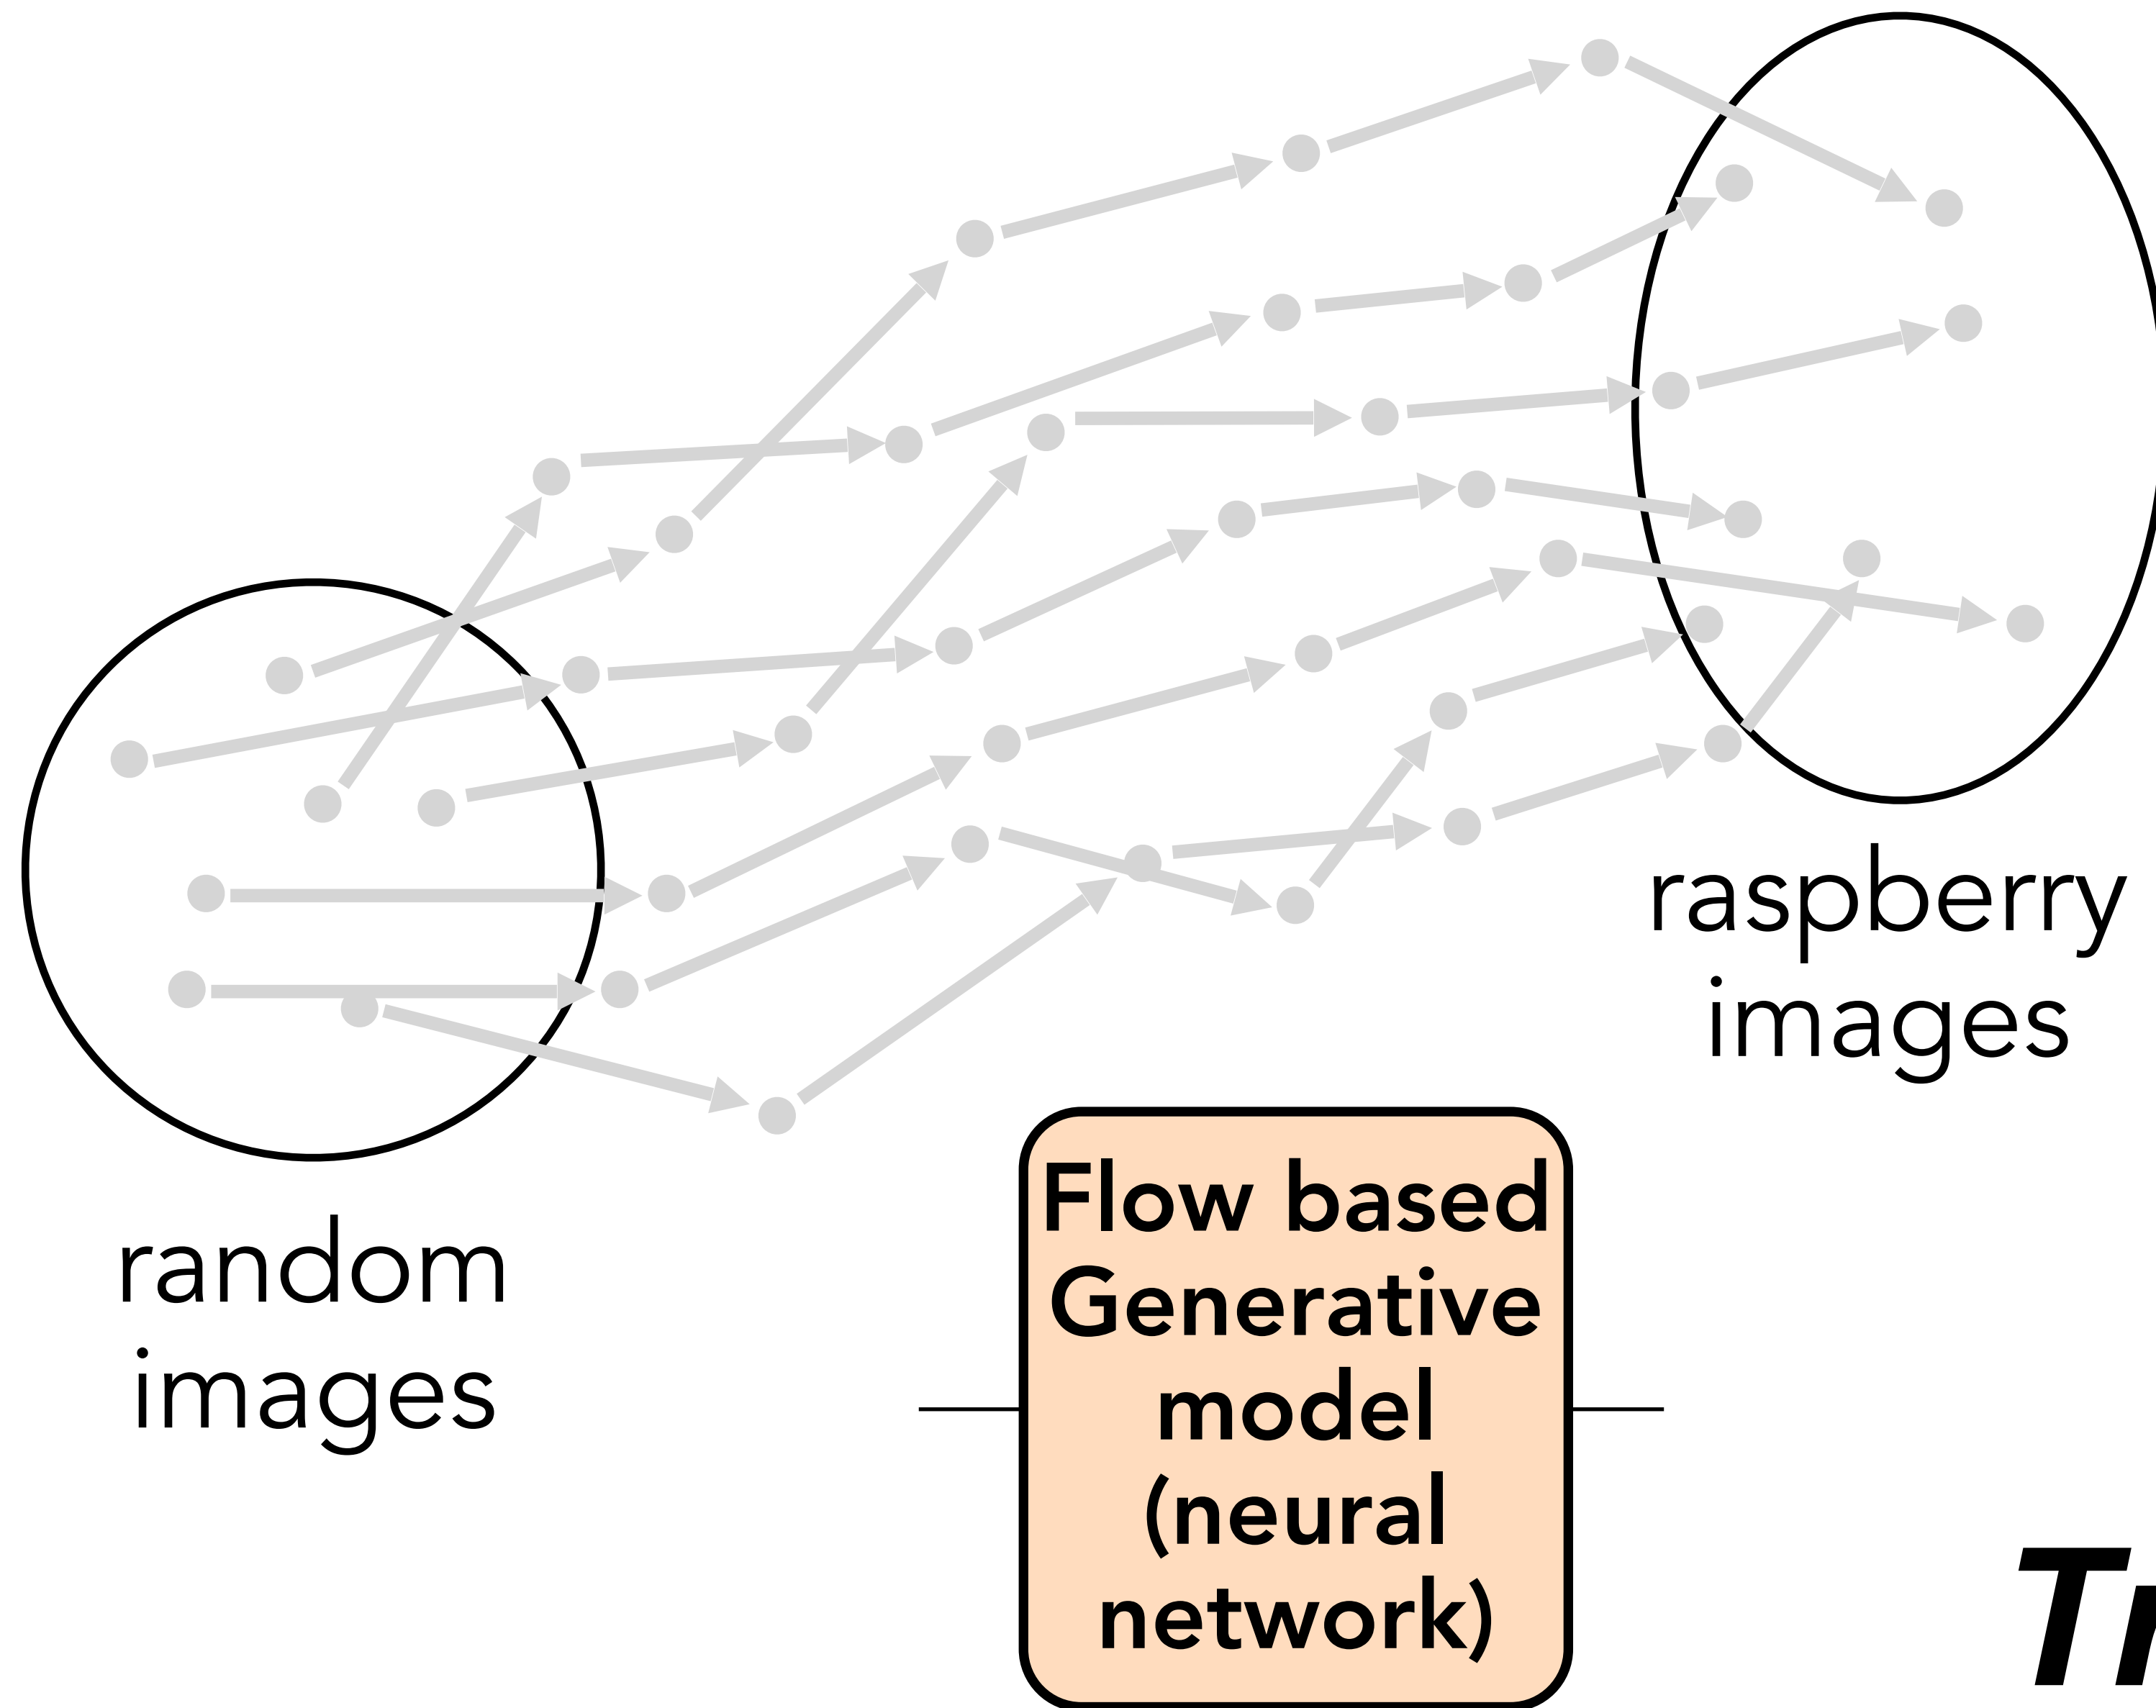 raspberry
images
random
images
Flow based
Generative
model
(neural
network)